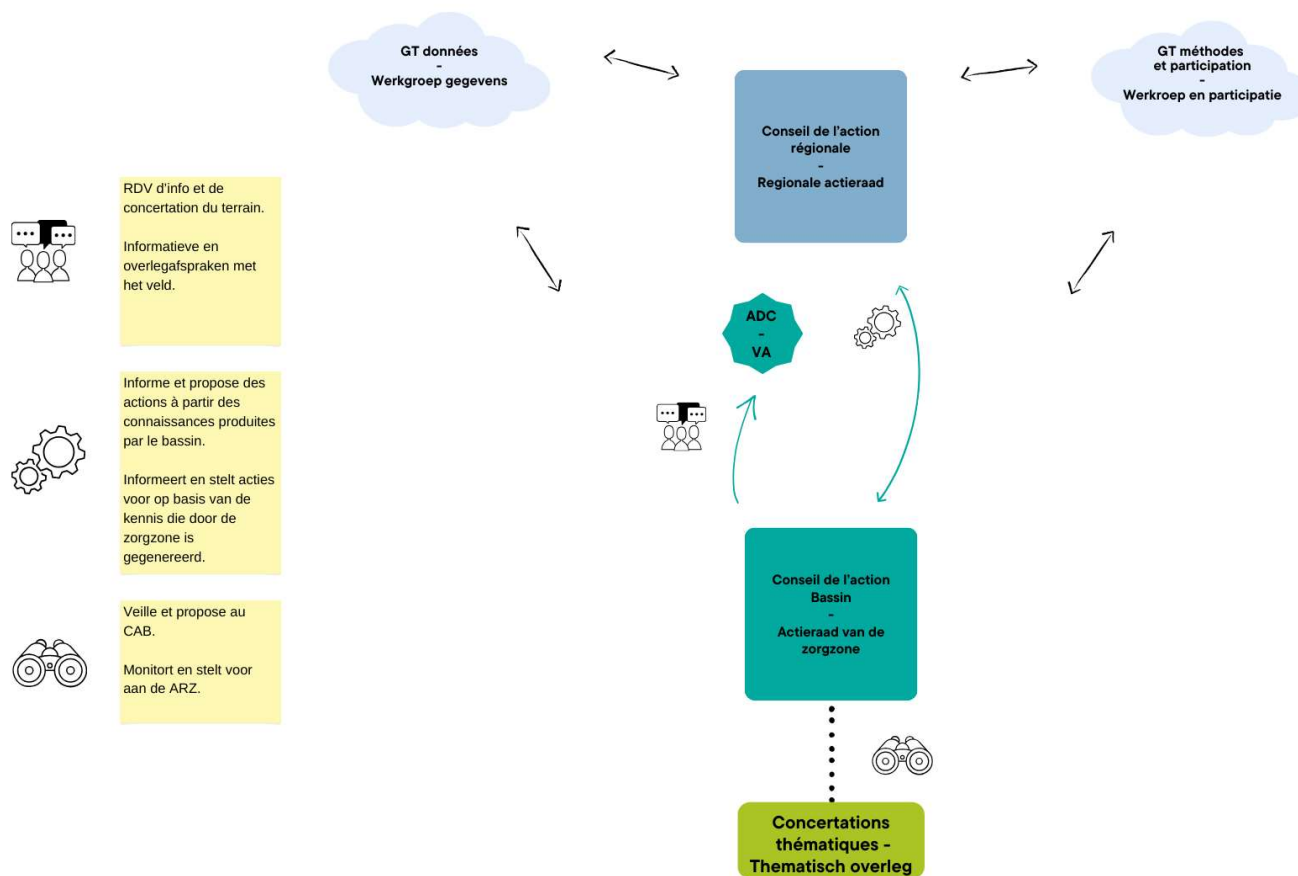 GT données
-
Werkgroep gegevens
GT méthodes
et participation
-
Werkroep en participatie
Conseil de l'action
régionale
-
Regionale actieraad
RDV d'info et de
concertation du terrain.
Informatieve en
overlegafspraken met
het veld.
ADC
-
VA
Informe et propose des
actions à partir des
connaissances produites
par le bassin.
Informeert en stelt acties
voor op basis van de
kennis die door de
zorgzone is
gegenereerd.
Conseil de l'action
Bassin
-
Actieraad van de
zorgzone
Veille et propose au
CAB.
Monitort en stelt voor
aan de ARZ.
Concertations
thématiques -
Thematisch overleg